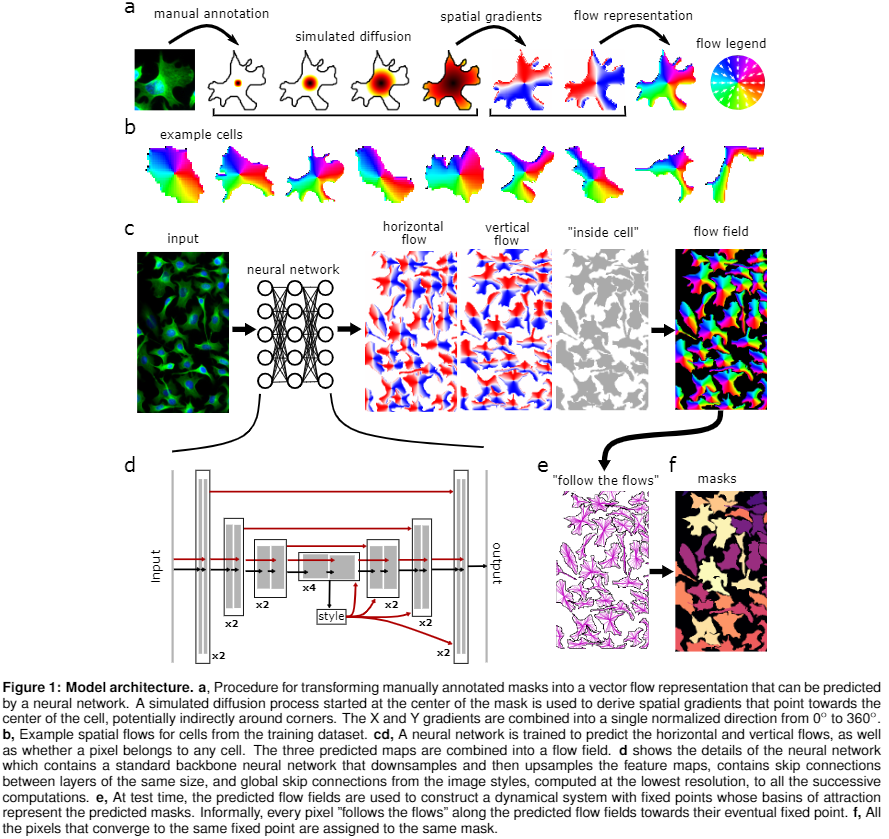 a
manual annotation
spatial gradients
flow representation
simulated diffusion
flow legend
b
example cells
c
input
neural network
horizontal
flow
vertical
flow
"inside cell"
flow field
d
Input
x2
x2
x2
x4
style
x2
x2
x2
output
e
"follow the flows"
f
masks
Figure 1: Model architecture. a, Procedure for transforming manually annotated masks into a vector flow representation that can be predicted
by a neural network. A simulated diffusion process started at the center of the mask is used to derive spatial gradients that point towards the
center of the cell, potentially indirectly around corners. The X and Y gradients are combined into a single normalized direction from 0° to 360°.
b, Example spatial flows for cells from the training dataset. cd, A neural network is trained to predict the horizontal and vertical flows, as well
as whether a pixel belongs to any cell. The three predicted maps are combined into a flow field. d shows the details of the neural network
which contains a standard backbone neural network that downsamples and then upsamples the feature maps, contains skip connections
between layers of the same size, and global skip connections from the image styles, computed at the lowest resolution, to all the successive
computations. e, At test time, the predicted flow fields are used to construct a dynamical system with fixed points whose basins of attraction
represent the predicted masks. Informally, every pixel "follows the flows" along the predicted flow fields towards their eventual fixed point. f, All
the pixels that converge to the same fixed point are assigned to the same mask.